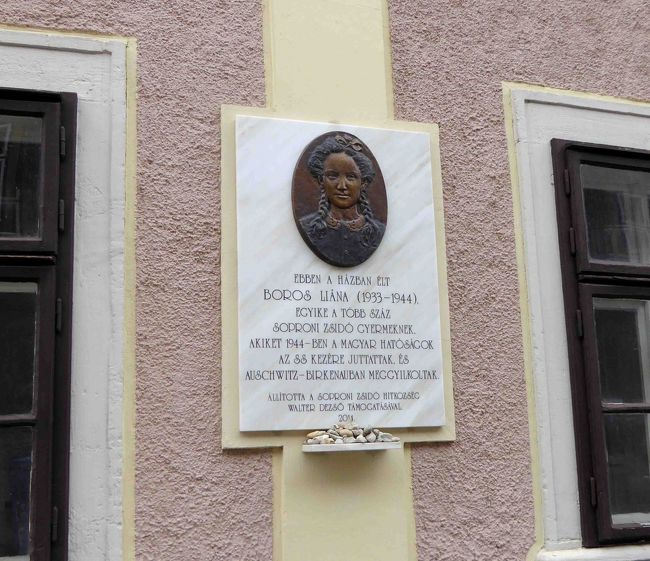 EBBEN A HÁZBAN ÉLT
BOROS LIÁNA (1933-1944),
EGYIKE A TÖBB SZÁZ
SOPRONI ZSIDÓ GYERMEKNEK,
AKIKET 1944-BEN A MAGYAR HATÓSÁGOK
AZ SS KEZÉRE JUTTATTAK, ÉS
AUSCHWITZ-BIRKENAUBAN MEGGYILKOLTAK.
ÁLLÍTOTTA A SOPRONI ZSIDÓ HITKÖZSÉG
WALTER DEZSŐ TÁMOGATÁSÁVAL.
2014.